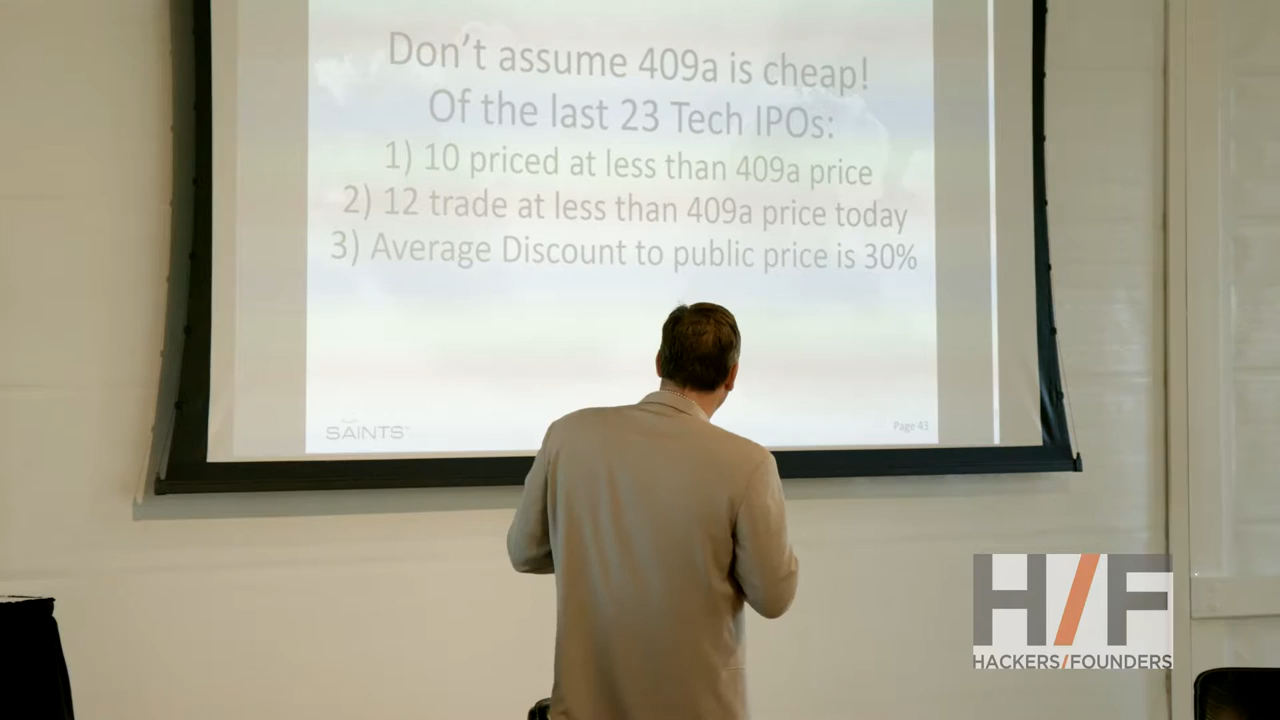 Don't assume 409a is cheap!
Of the last 23 Tech IPOs:
1) 10 priced at less than 409a price
2) 12 trade at less than 409a price today
3) Average Discount to public price is 30%
SAINTS
Page 43
H/F
HACKERS/FOUNDERS